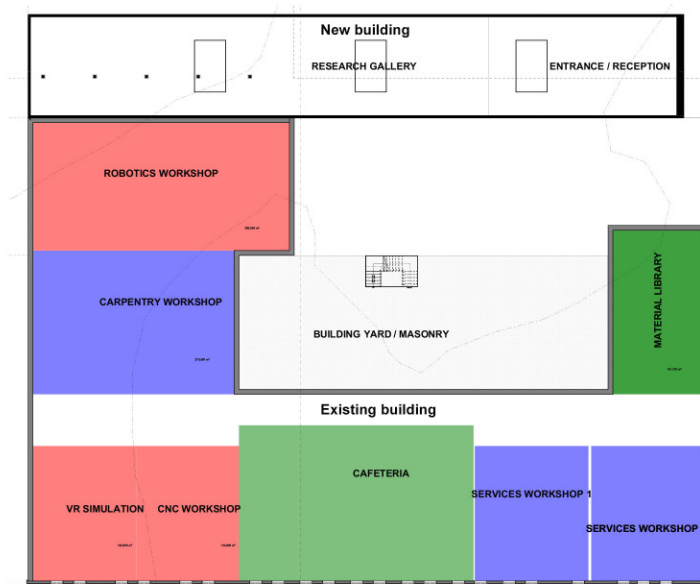 New building
RESEARCH GALLERY
ENTRANCE / RECEPTION
ROBOTICS WORKSHOP
CARPENTRY WORKSHOP
MATERIAL LIBRARY
BUILDING YARD / MASONRY
Existing building
CAFETERIA
SERVICES WORKSHOP 1
VR SIMULATION
CNC WORKSHOP
SERVICES WORKSHOP